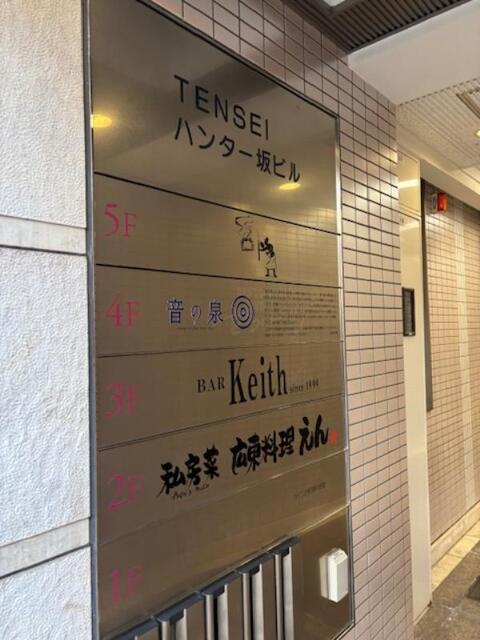 TENSEI
ハンター坂ビル
5F
4F 音の泉
3F BAR Keith since 1999
2F 私房菜 広東料理 えん
1F